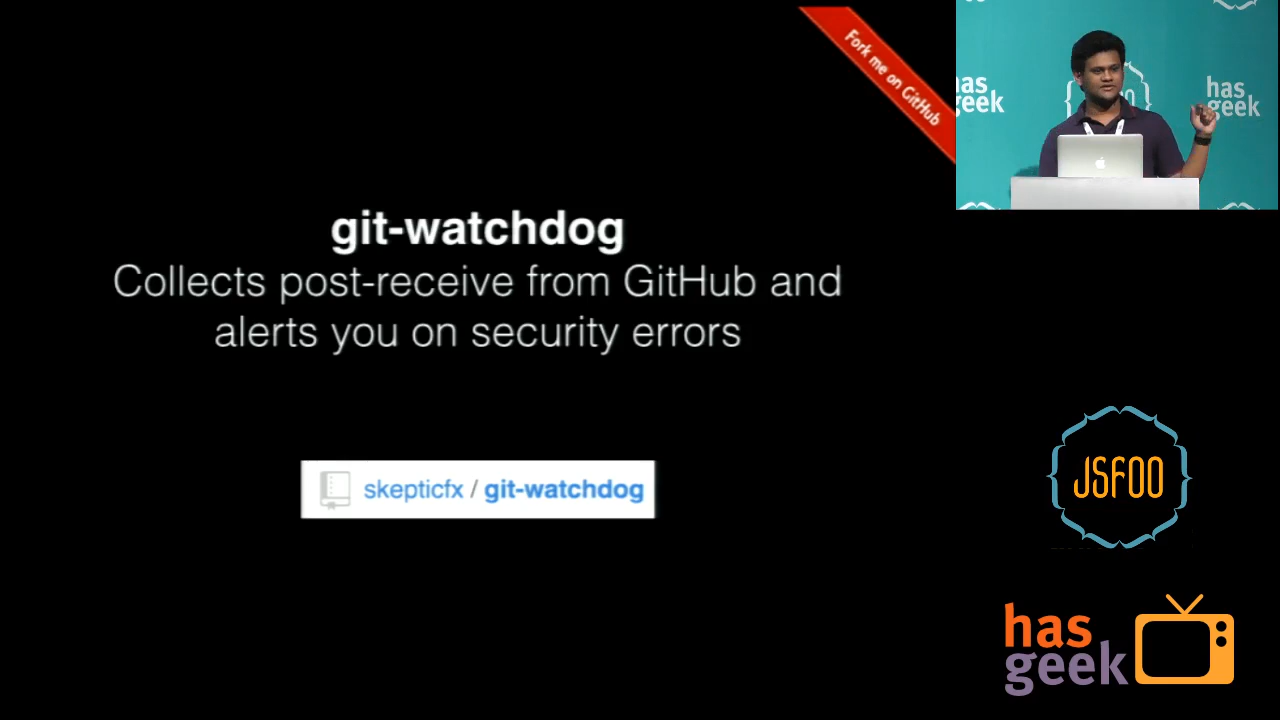 Fork me on GitHub
has
geek
has
geek
git-watchdog
Collects post-receive from GitHub and
alerts you on security errors
skepticfx / git-watchdog
JSFOO
has
geek